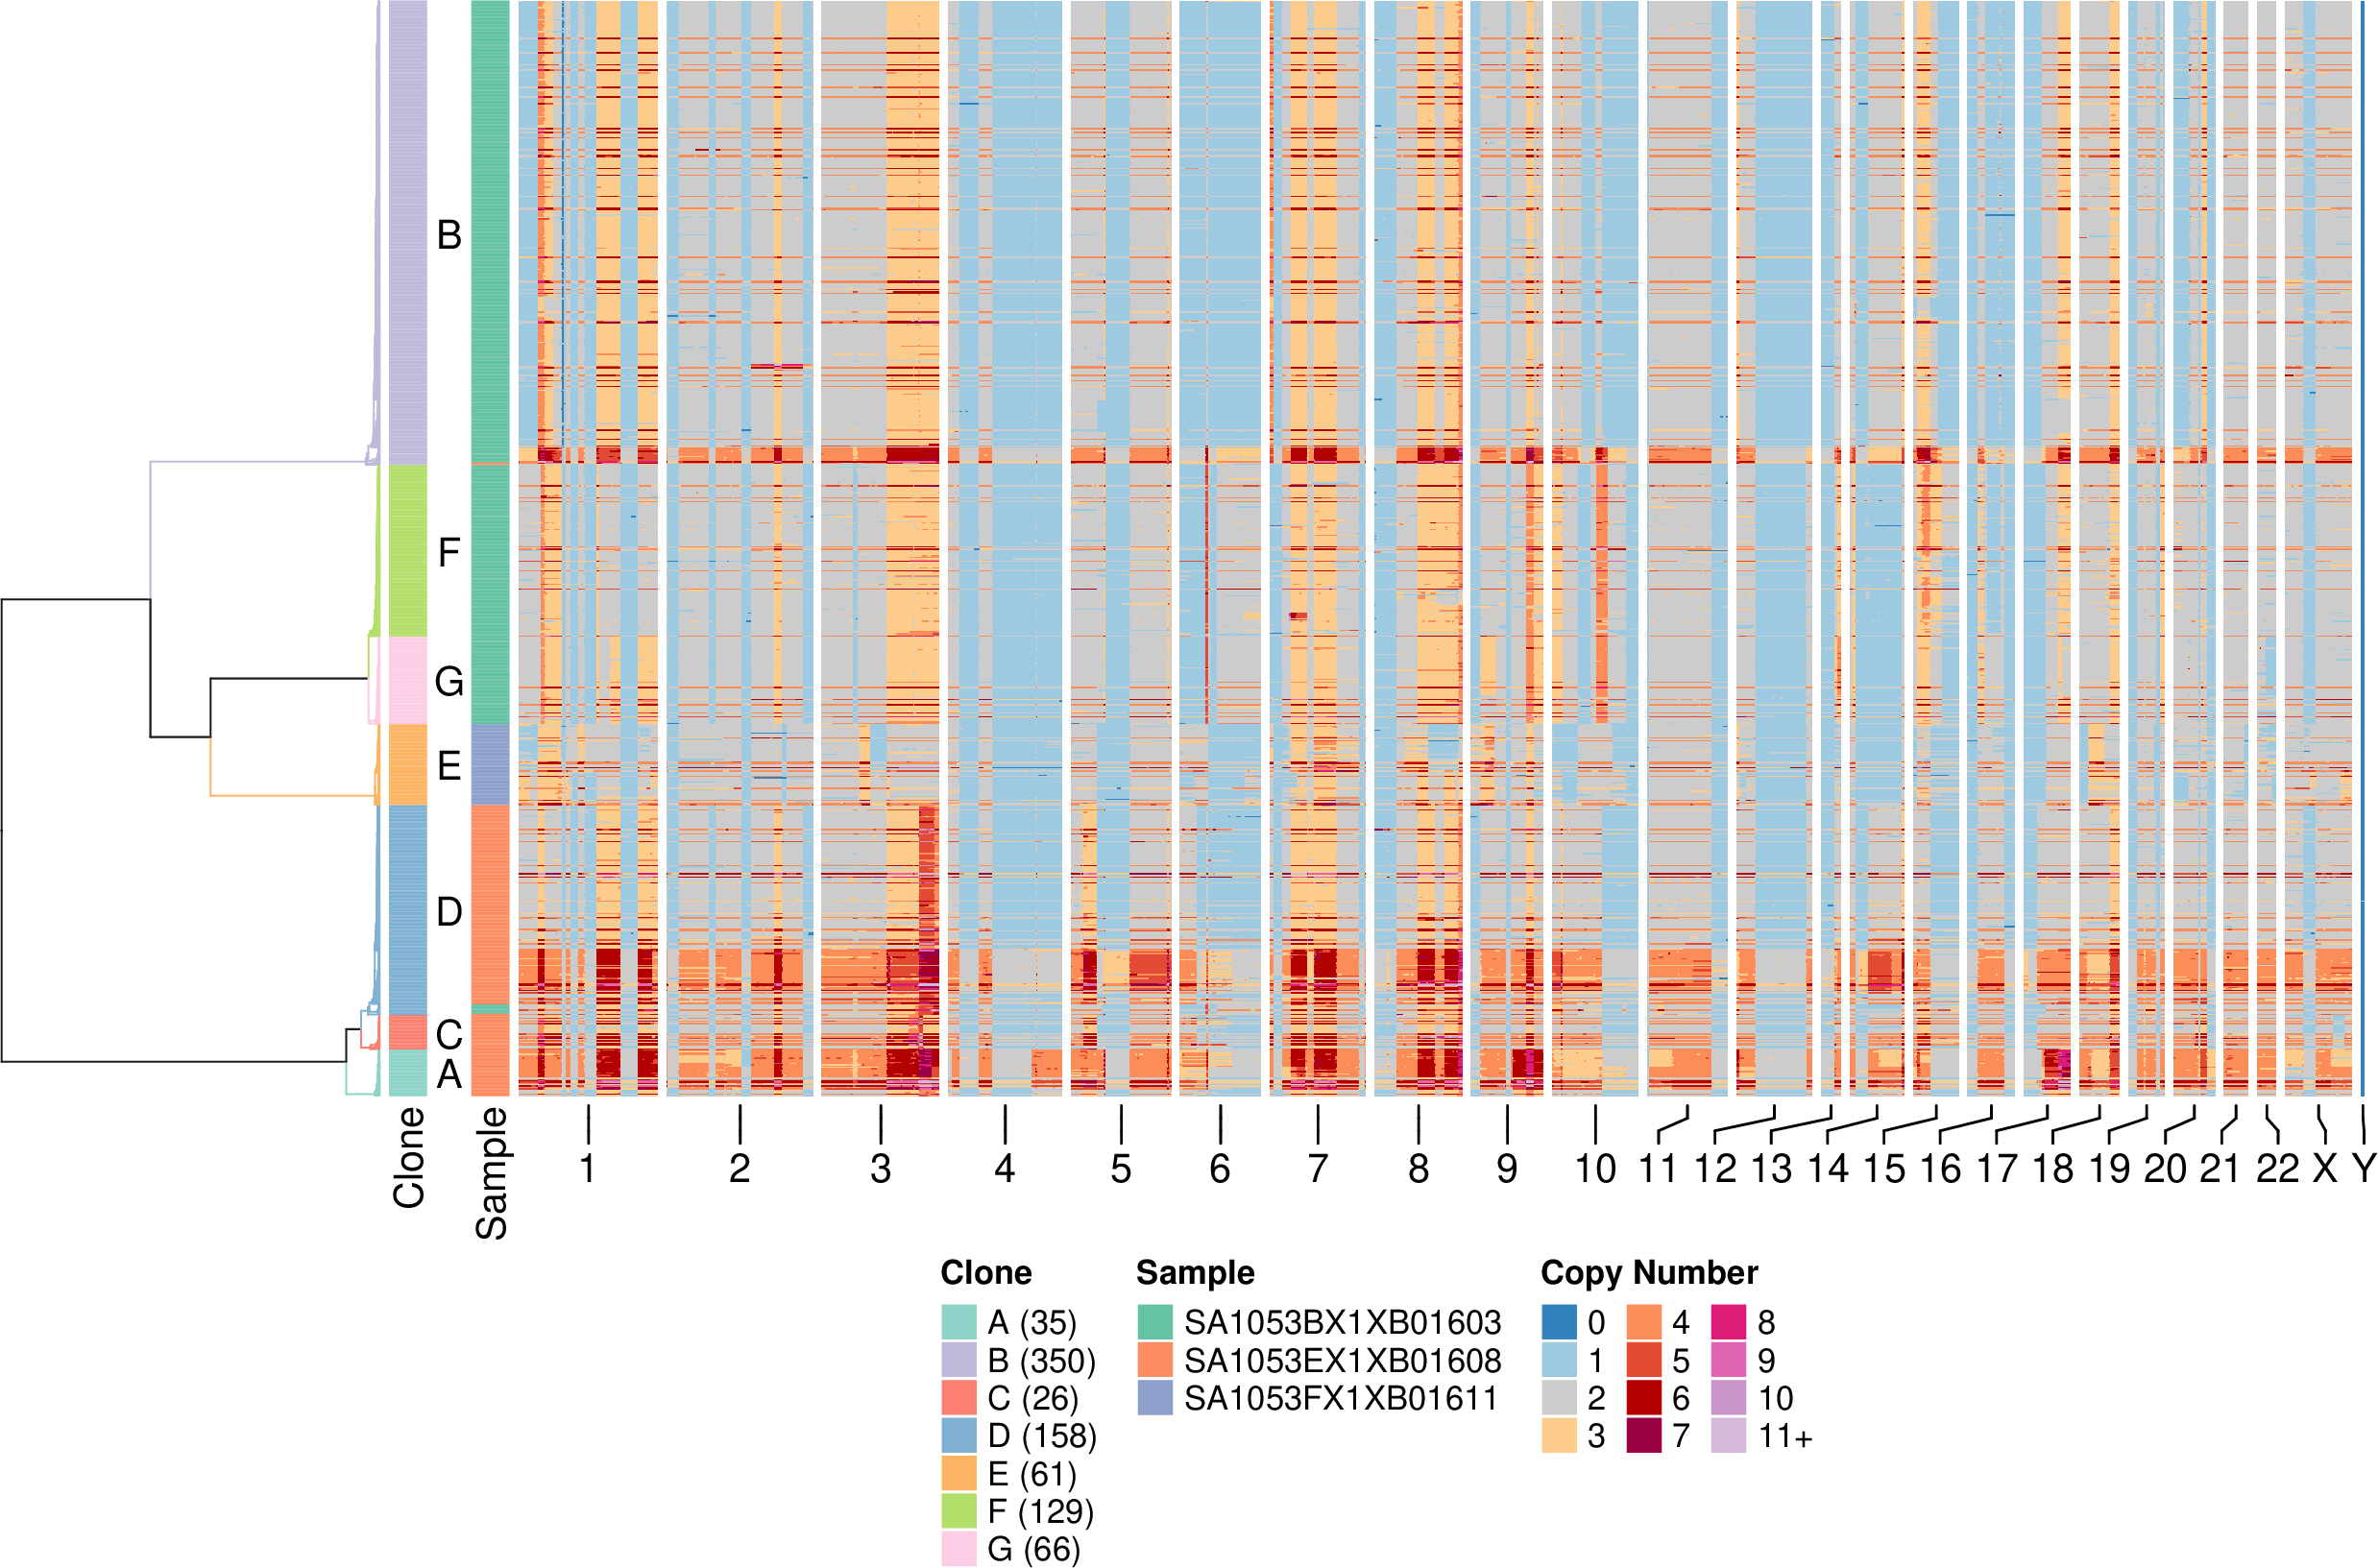 B
F
G
E
D
C
A
Clone
Sample
1 2 3 4 5 6 7 8 9 10 11 12 13 14 15 16 17 18 19 20 21 22 X Y
Clone
A (35)
B (350)
C (26)
D (158)
E (61)
F (129)
G (66)
Sample
SA1053BX1XB01603
SA1053EX1XB01608
SA1053FX1XB01611
Copy Number
0
1
2
3
4
5
6
7
8
9
10
11+